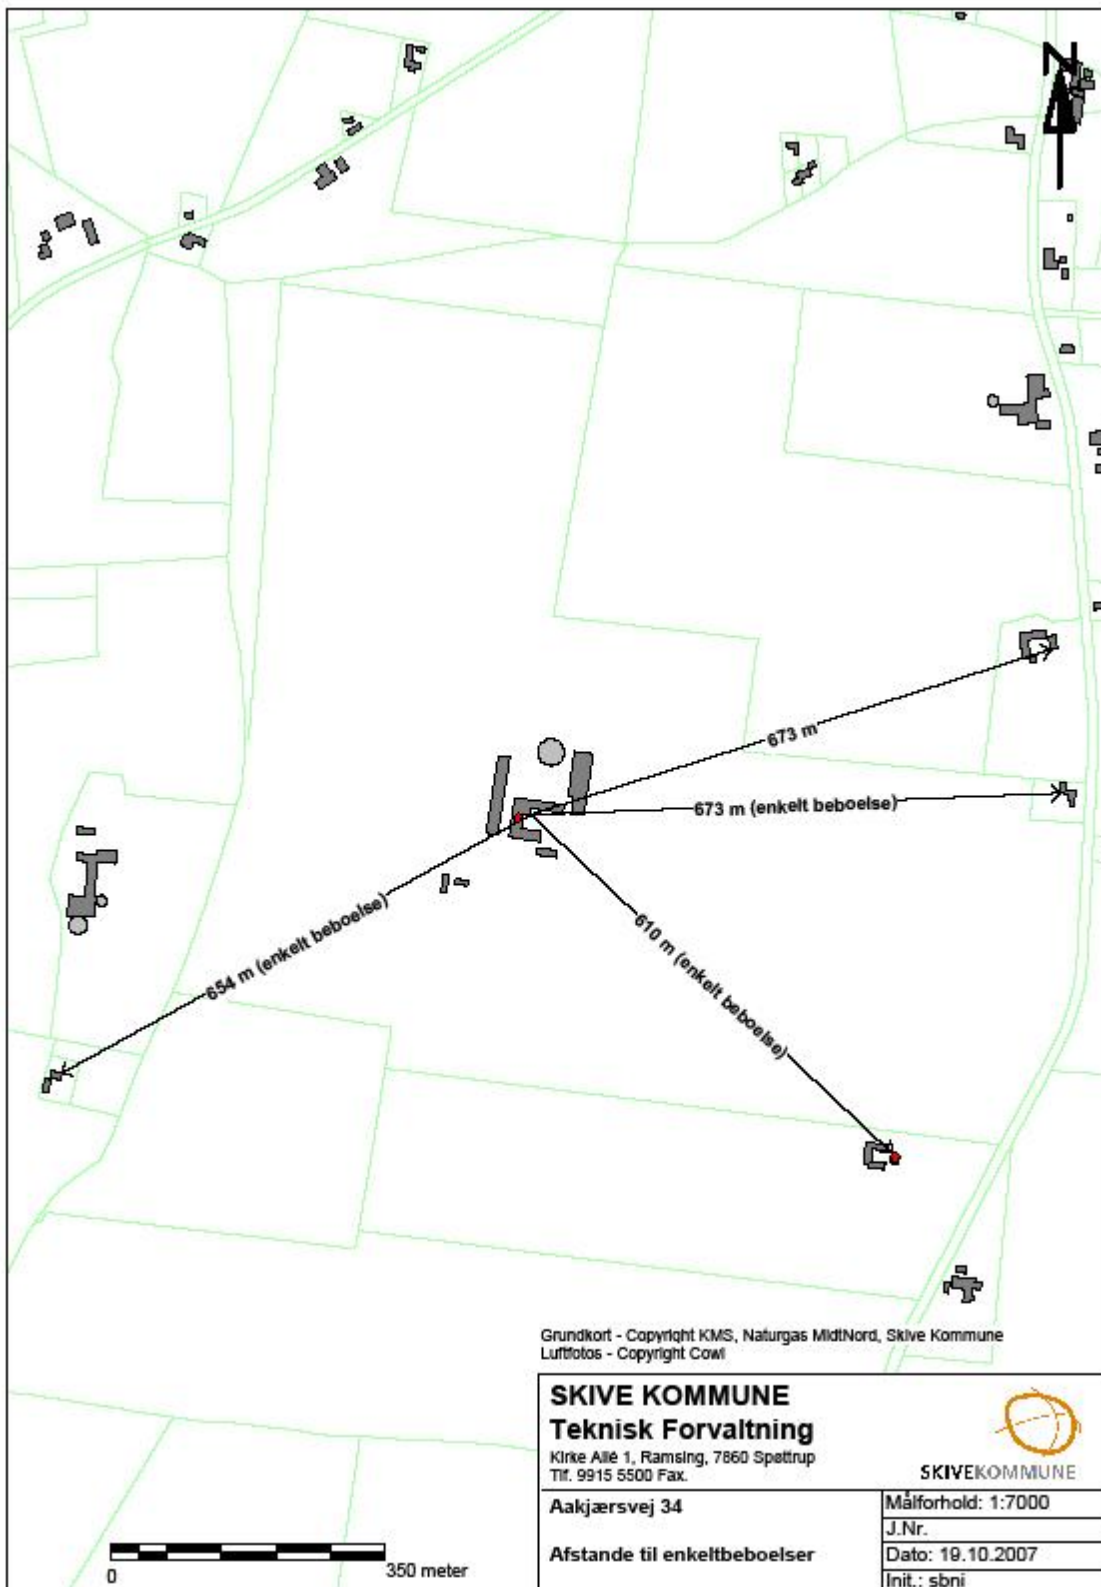 N
673 m
673 m (enkelt beboelse)
654 m (enkelt beboelse)
610 m (enkelt beboelse)
Grundkort - Copyright KMS, Naturgas MidtNord, Skive Kommune
Luftfotos - Copyright Cowi
SKIVE KOMMUNE
Teknisk Forvaltning
Kirke Allé 1, Ramsing, 7860 Spøttrup
Tlf. 9915 5500 Fax.
SKIVEKOMMUNE
Aakjærsvej 34
Afstande til enkeltbeboelser
Målforhold: 1:7000
J.Nr.
Dato: 19.10.2007
Init.: sbni
0
350 meter